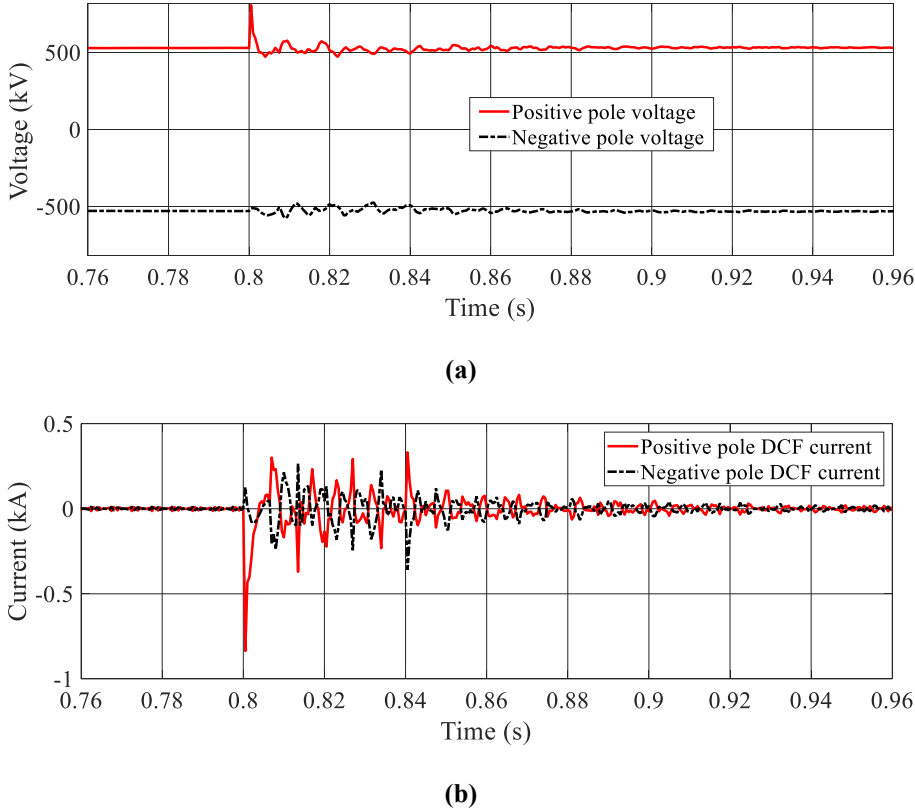 Voltage (kV)
500
0
-500
Positive pole voltage
Negative pole voltage
0.76 0.78 0.8 0.82 0.84 0.85 0.86 0.88 0.9 0.92 0.94 0.96
Time (s)
(a)
Current (kA)
0.5
0
-0.5
-1
Positive pole DCF current
Negative pole DCF current
0.76 0.78 0.8 0.82 0.84 0.86 0.88 0.9 0.92 0.94 0.96
Time (s)
(b)